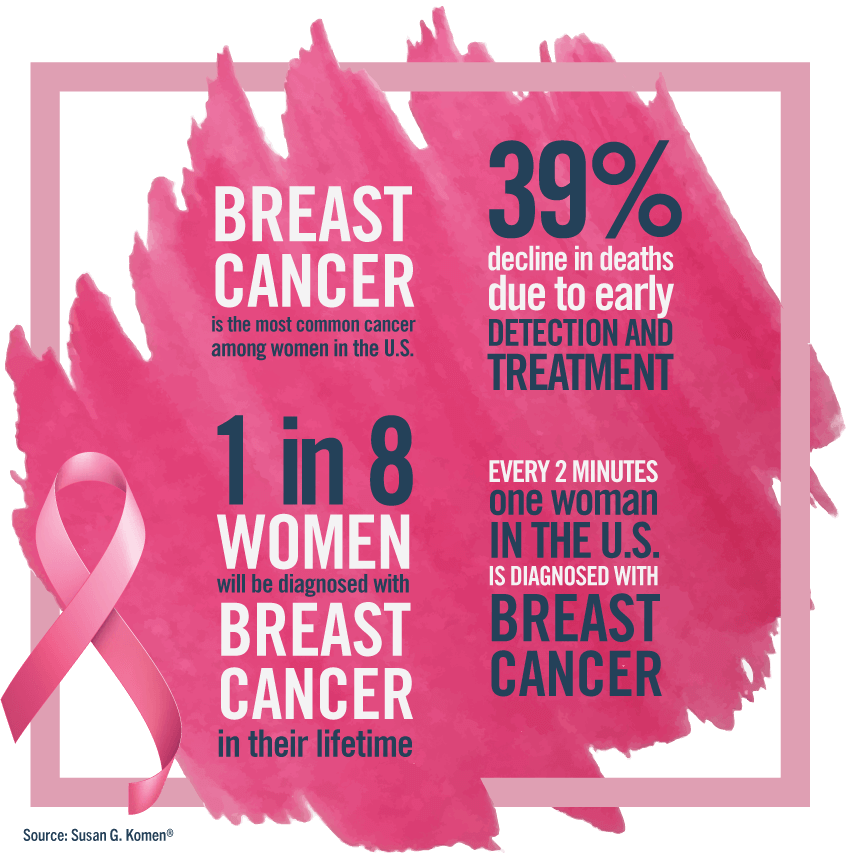 BREAST
CANCER
is the most common cancer
among women in the U.S.
39%
decline in deaths
due to early
DETECTION AND
TREATMENT
1 in 8
WOMEN
will be diagnosed with
BREAST
CANCER
in their lifetime
EVERY 2 MINUTES
one woman
IN THE U.S.
IS DIAGNOSED WITH
BREAST
CANCER
Source: Susan G. Komen®